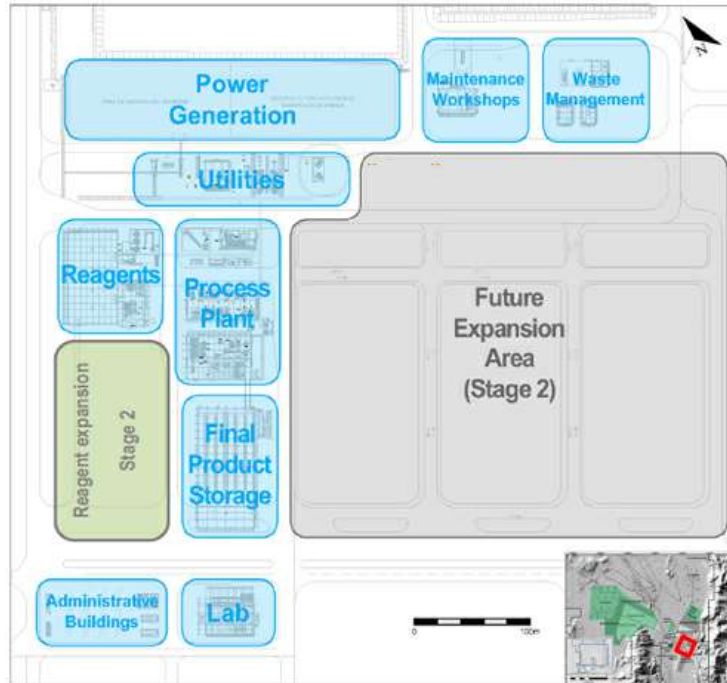 Power
Generation
Maintenance
Workshops
Waste
Management
Utilities
Reagents
Process
Plant
Future
Expansion
Area
(Stage 2)
Reagent expansion
Stage 2
Final
Product
Storage
Administrative
Buildings
Lab
0
100m